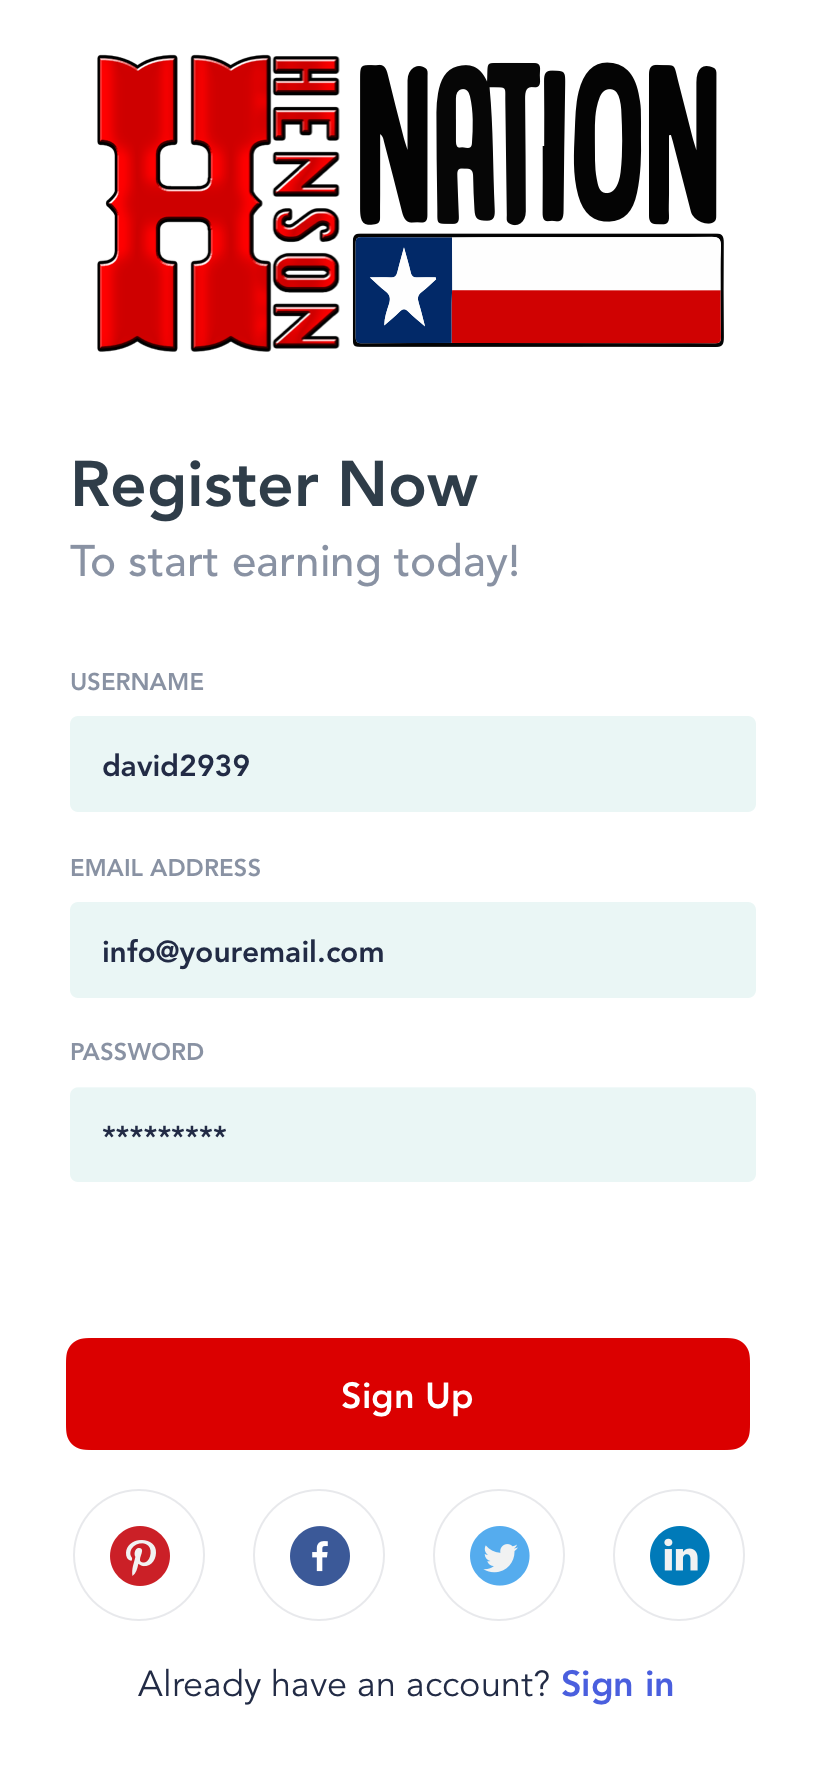 H
HENSON
NATION
Register Now
To start earning today!
USERNAME
david2939
EMAIL ADDRESS
info@youremail.com
PASSWORD
*********
Sign Up
Already have an account? Sign in